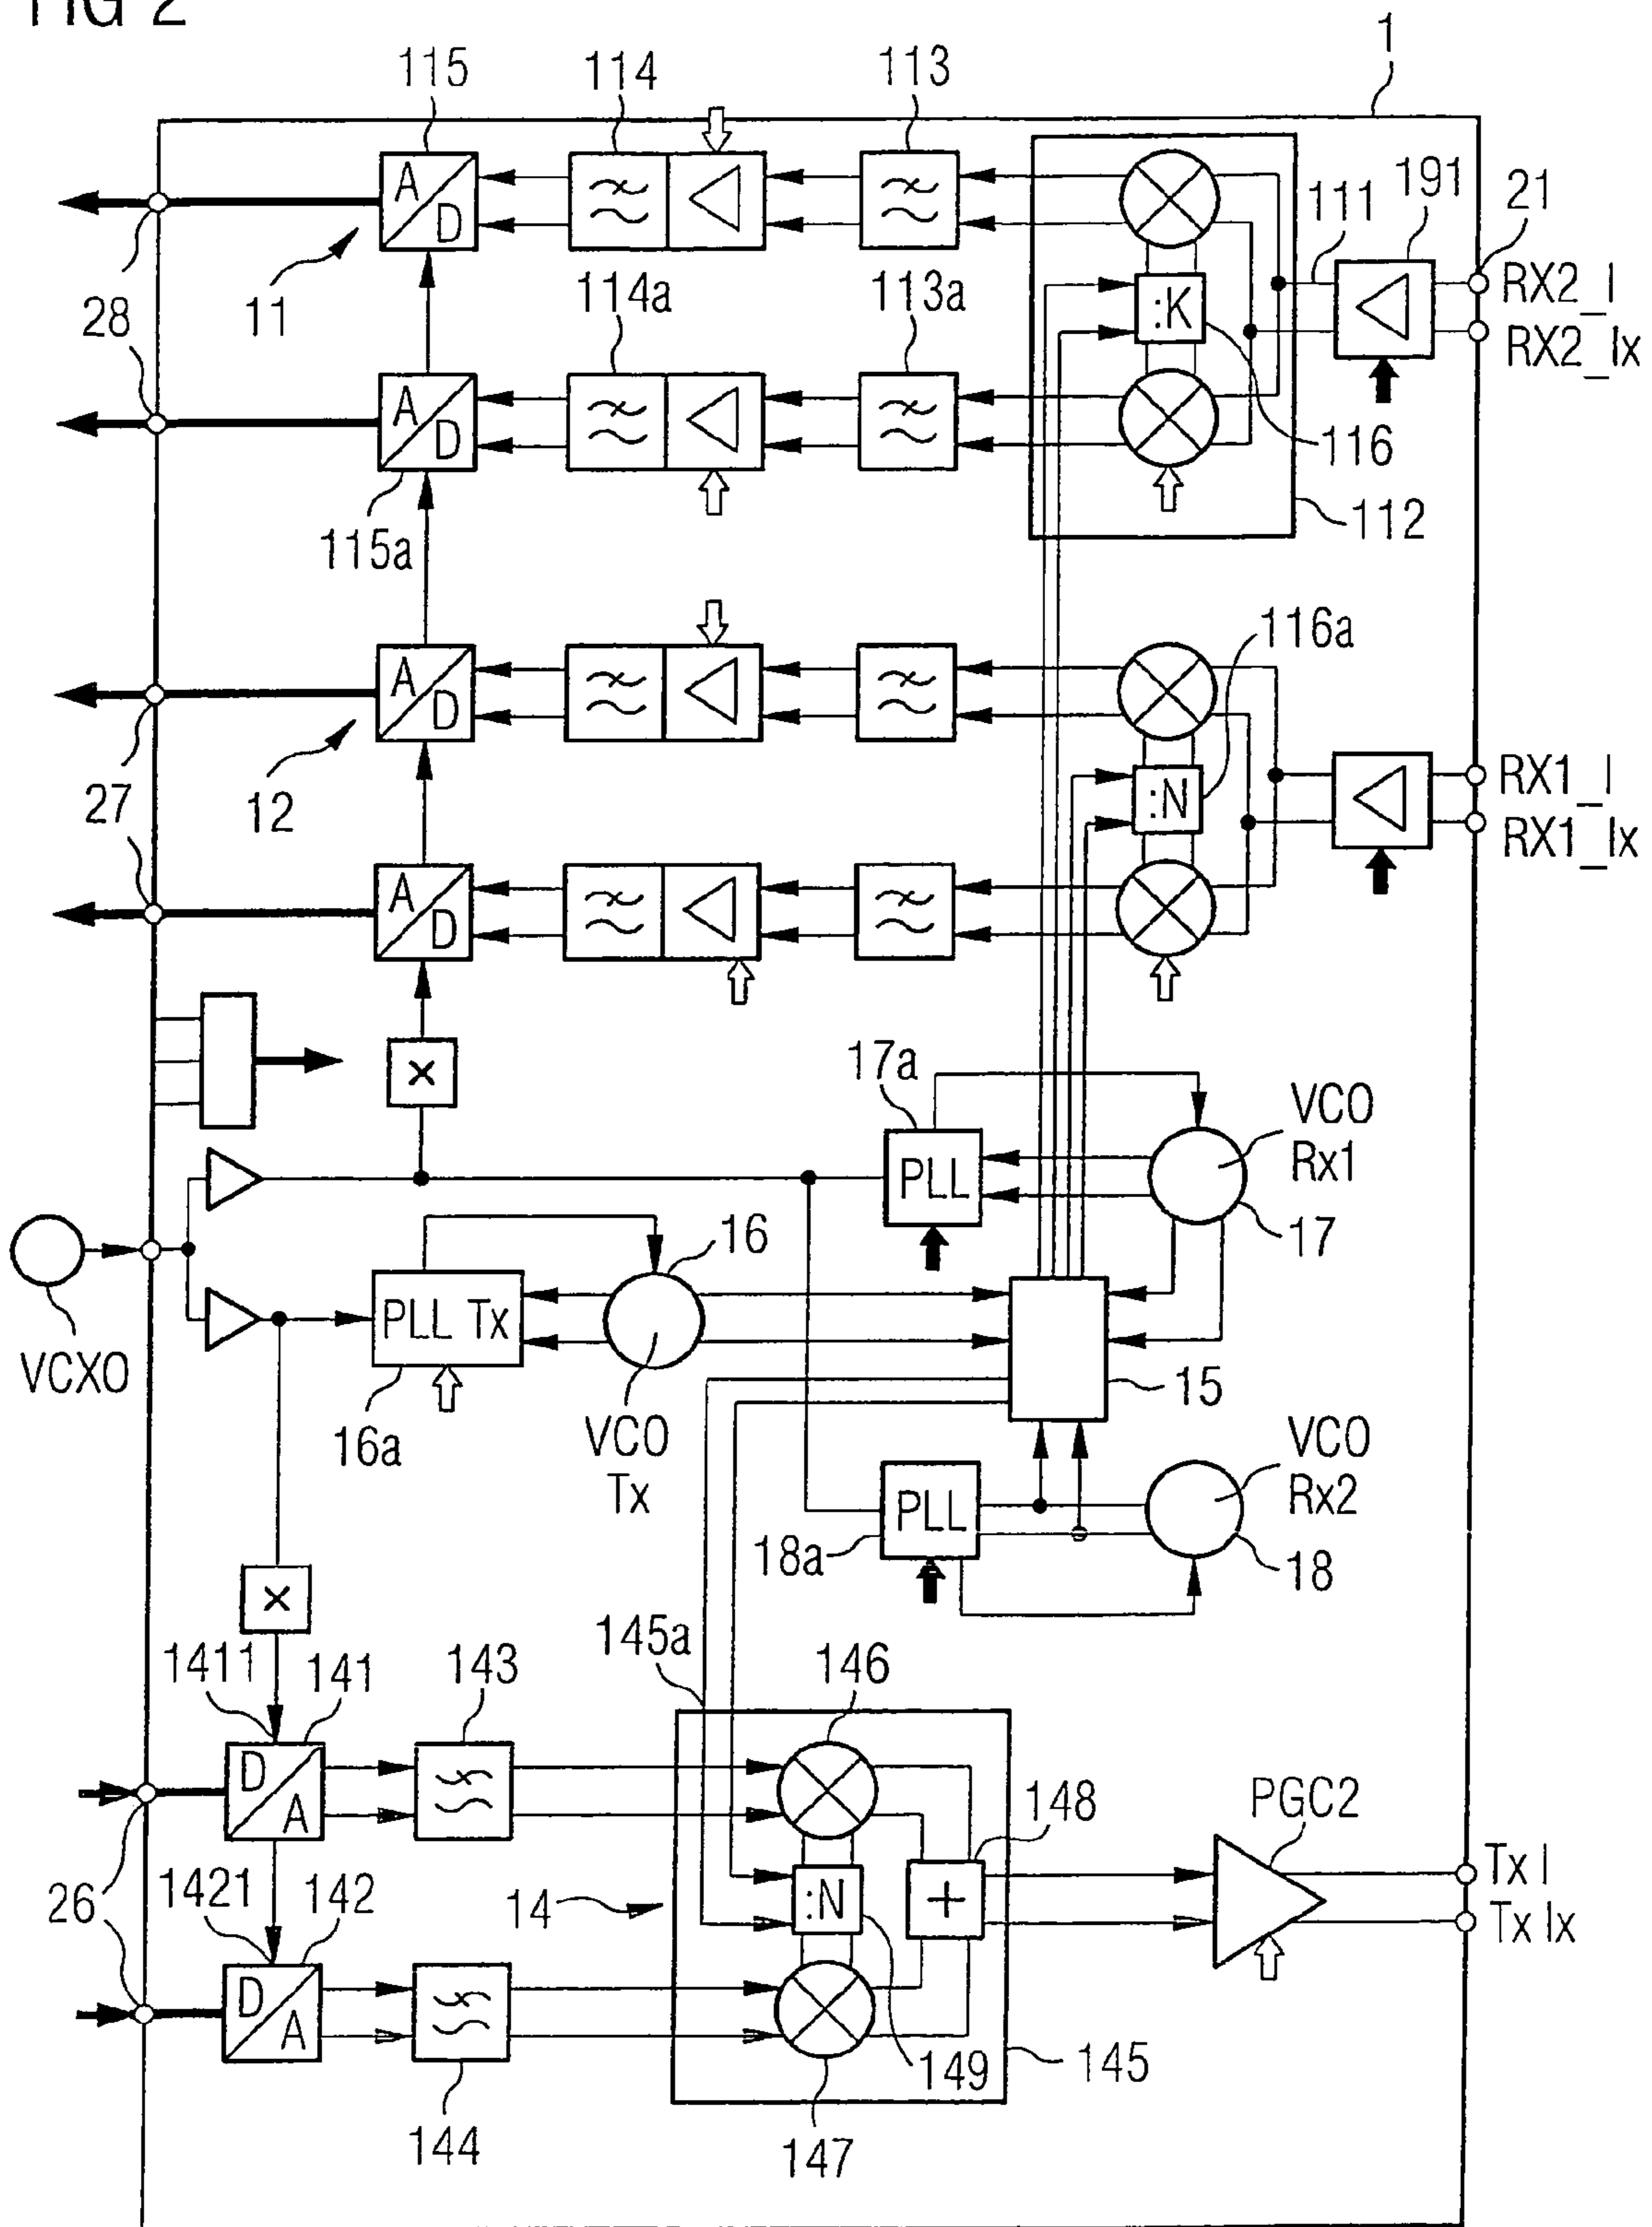 FIG 2
1
115
114
113
191
21
111
A
D
RX2_I
RX2_Ix
11
28
114a
113a
:K
A
D
116
112
115a
116a
A
D
12
27
:N
RX1_I
RX1_Ix
A
D
×
17a
VCO
Rx1
PLL
17
16
PLL Tx
VCXO
16a
VCO
Tx
15
VCO
Rx2
PLL
18a
18
×
1411
141
143
145a
146
D
A
PGC2
148
Tx I
Tx Ix
26
1421
142
14
:N
+
D
A
149
145
144
147